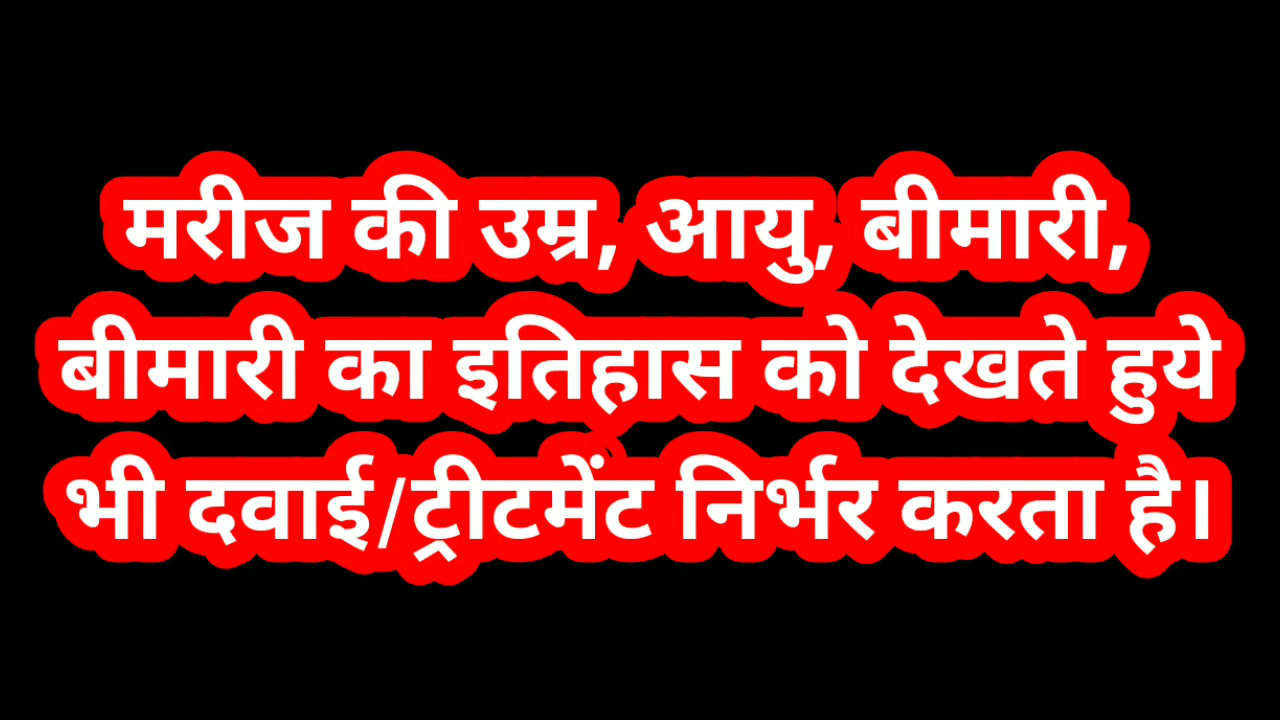 मरीज की उम्र, आयु, बीमारी,
बीमारी का इतिहास को देखते हुये
भी दवाई/ट्रीटमेंट निर्भर करता है।